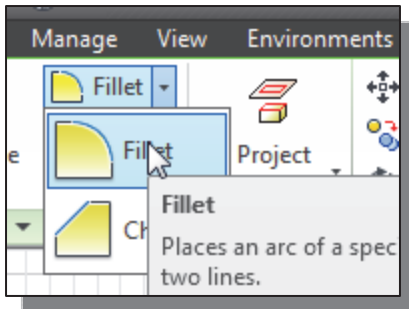 Manage View Environments
Fillet
Fillet
Project
Fillet
Places an arc of a spec
two lines.